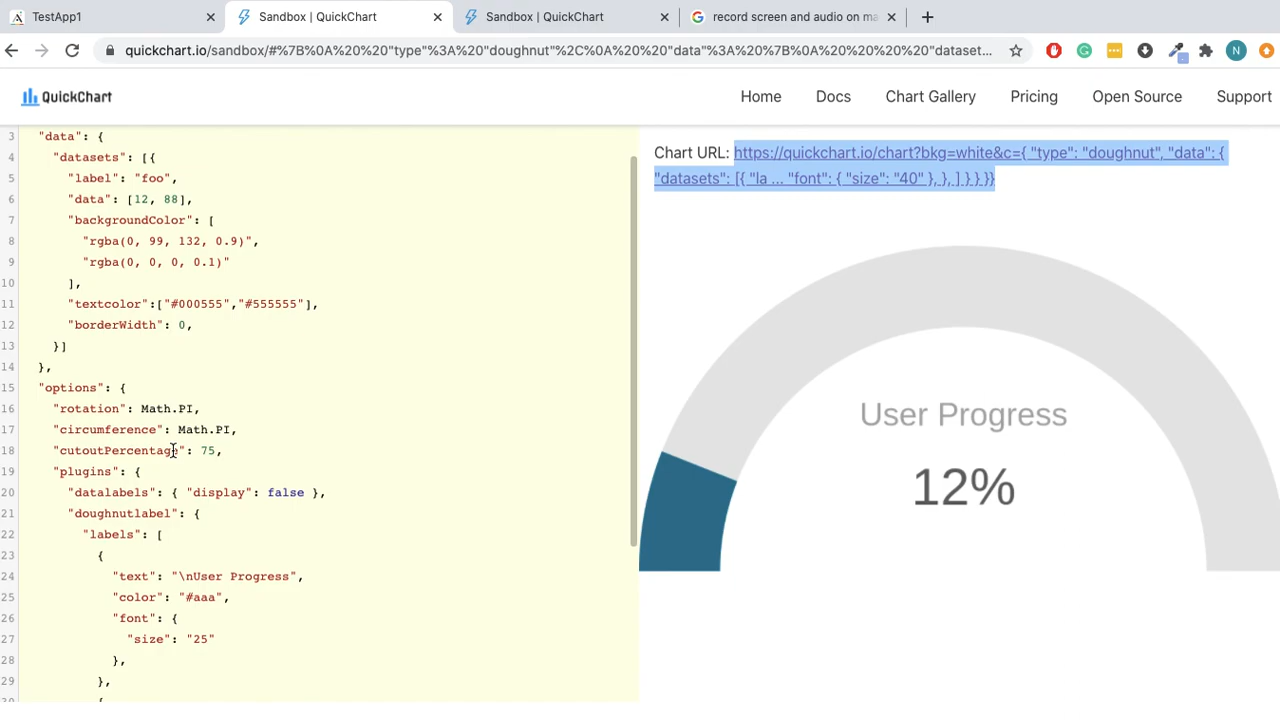 TestApp1
Sandbox | QuickChart
Sandbox | QuickChart
record screen and audio on ma
quickchart.io/sandbox/#%7B%0A%20%20"type"%3A%20"doughnut"%2C%0A%20%20"data"%3A%20%7B%0A%20%20%20%20"dataset...
N
QuickChart
Home
Docs
Chart Gallery
Pricing
Open Source
Support
3 "data": {
4 "datasets": [{
5 "label": "foo",
6 "data": [12, 88],
7 "backgroundColor": [
8 "rgba(0, 99, 132, 0.9)",
9 "rgba(0, 0, 0, 0.1)"
10 ],
11 "textcolor":["#000555","#555555"],
12 "borderWidth": 0,
13 }]
14 },
15 "options": {
16 "rotation": Math.PI,
17 "circumference": Math.PI,
18 "cutoutPercentage": 75,
19 "plugins": {
20 "datalabels": { "display": false },
21 "doughnutlabel": {
22 "labels": [
23 {
24 "text": "\nUser Progress",
25 "color": "#aaa",
26 "font": {
27 "size": "25"
28 },
29 },
Chart URL: https://quickchart.io/chart?bkg=white&c={ "type": "doughnut", "data": {
"datasets": [{ "la ... "font": { "size": "40" }, }, ] } } }}
User Progress
12%